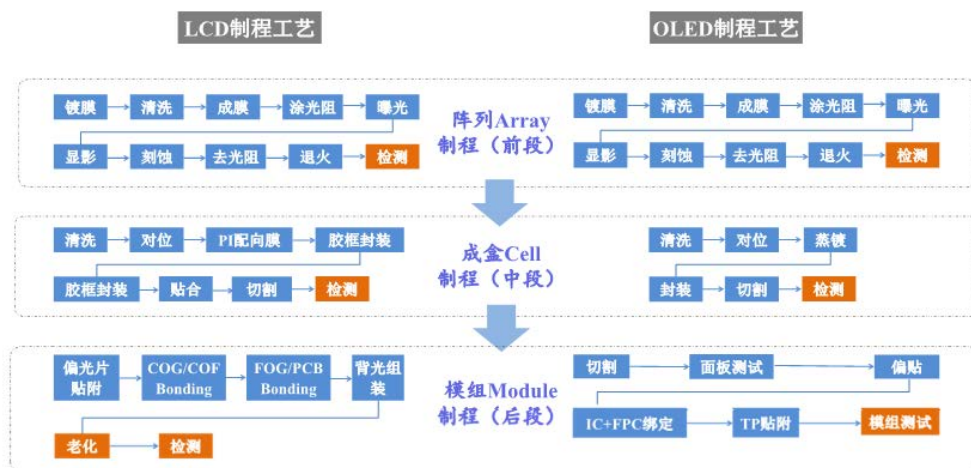 LCD制程工艺
OLED制程工艺
镀膜 清洗 成膜 涂光阻 曝光
显影 刻蚀 去光阻 退火 检测
阵列Array
制程（前段）
镀膜 清洗 成膜 涂光阻 曝光
显影 刻蚀 去光阻 退火 检测
清洗 对位 PI配向膜 胶框封装
胶框封装 贴合 切割 检测
成盒Cell
制程（中段）
清洗 对位 蒸镀
封装 切割 检测
偏光片
贴附
COG/COF
Bonding
FOG/PCB
Bonding
背光组
装
老化 检测
模组Module
制程（后段）
切割 面板测试 偏贴
IC+FPC绑定 TP贴附 模组测试